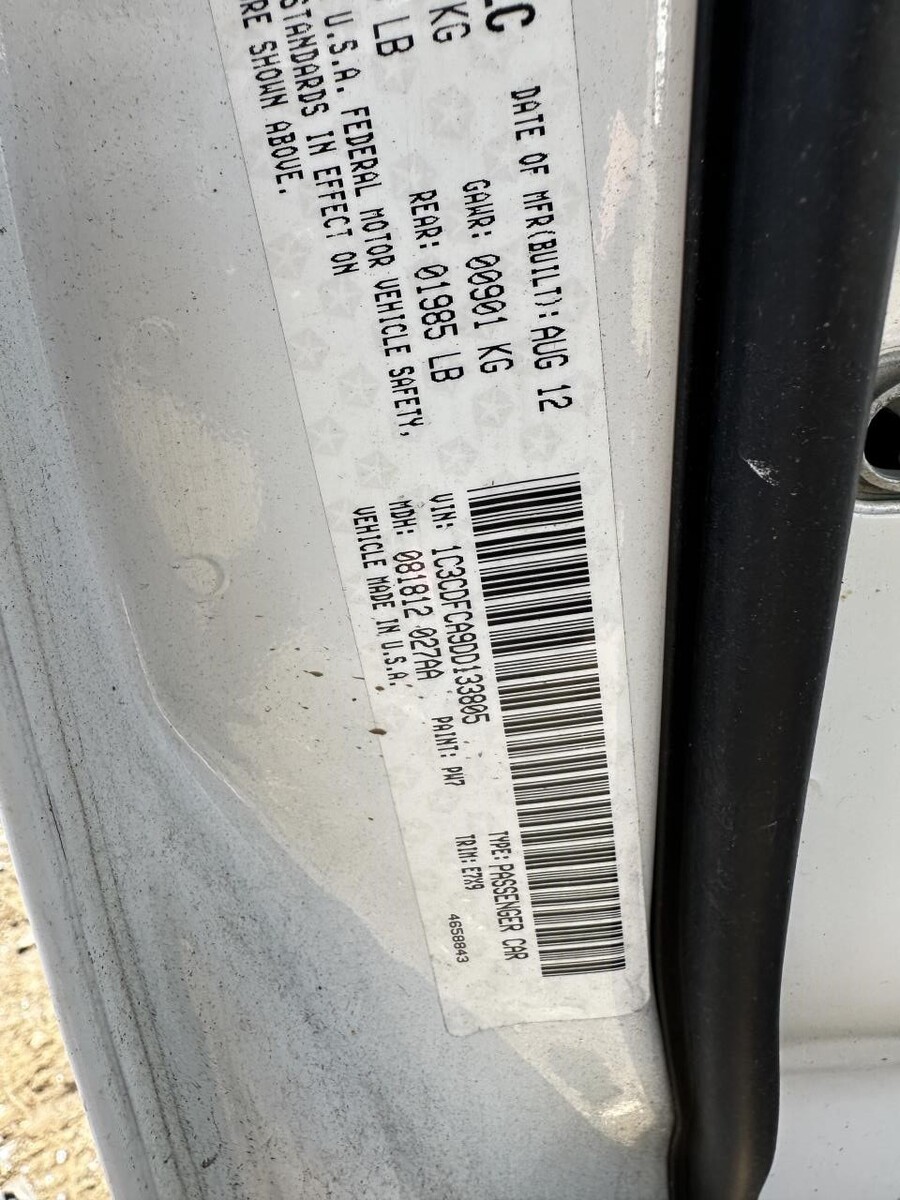 LC
DATE OF MFR(BUILT): AUG 12
KG
GAWR: 00901 KG
LB
REAR: 01985 LB
U.S.A. FEDERAL MOTOR VEHICLE SAFETY,
STANDARDS IN EFFECT ON
RE SHOWN ABOVE.
VIN: 1C3CDFCA9DD133805
TYPE: PASSENGER CAR
MDH: 081812 027AA
PAINT: PW7
TRIM: E7X9
VEHICLE MADE IN U.S.A.
4658843